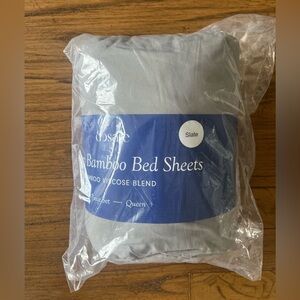 Slate
Bamboo Bed Sheets
VISCOSE BLEND
— Queen